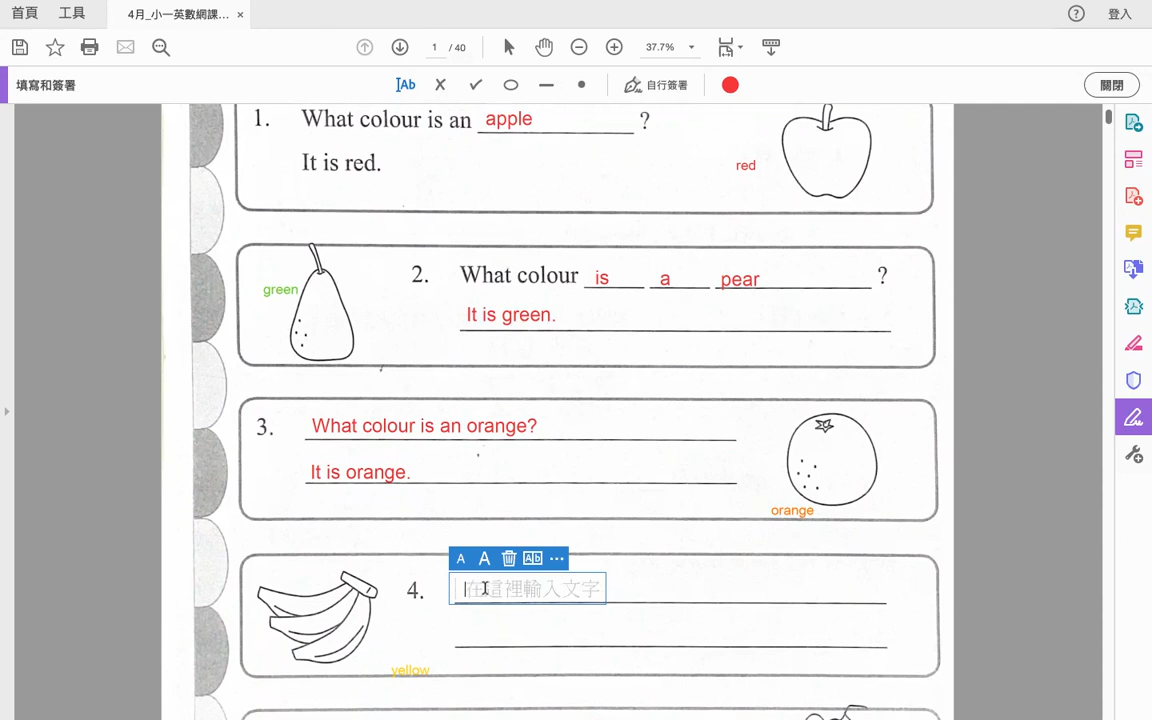 首頁 工具 4月_小一英數網課... × 登入
1 / 40 37.7%
填寫和簽署 Ab 自行簽署 關閉
1. What colour is an apple ?
It is red.
red
green
2. What colour is a pear ?
It is green.
3. What colour is an orange?
It is orange.
orange
A A Ab ...
4. 在這裡輸入文字
yellow